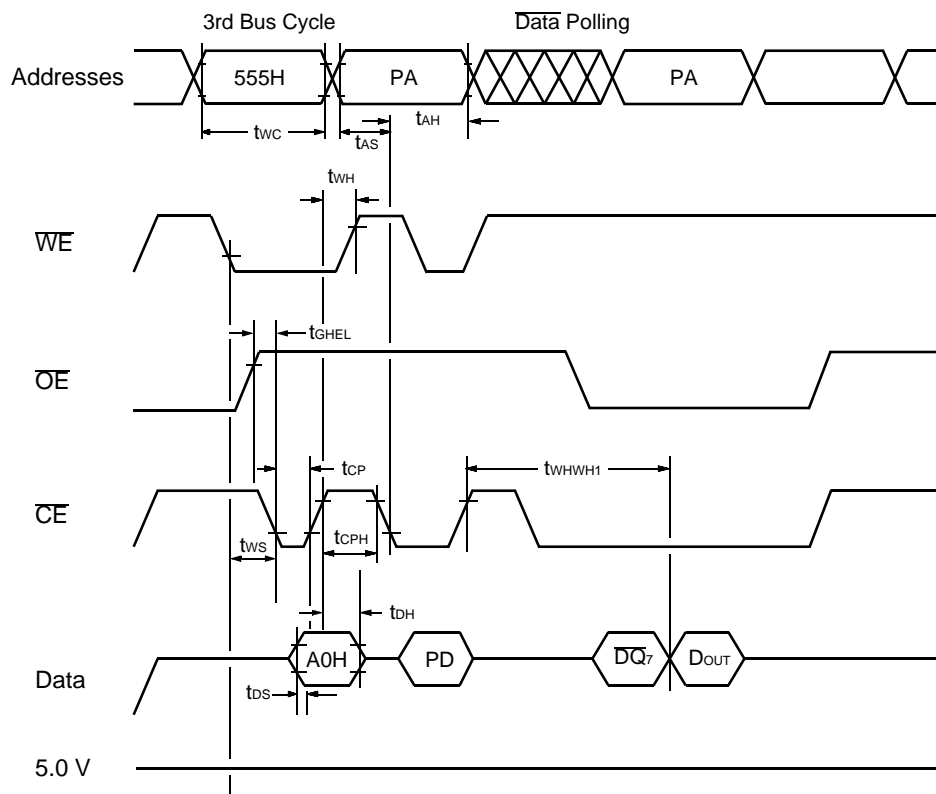 3rd Bus Cycle
Data Polling
Addresses
555H
PA
PA
tWC
tAS
tAH
tWH
WE
tGHEL
OE
tCP
tWHWH1
CE
tWS
tCPH
tDH
Data
A0H
PD
DQ7
DOUT
tDS
5.0 V